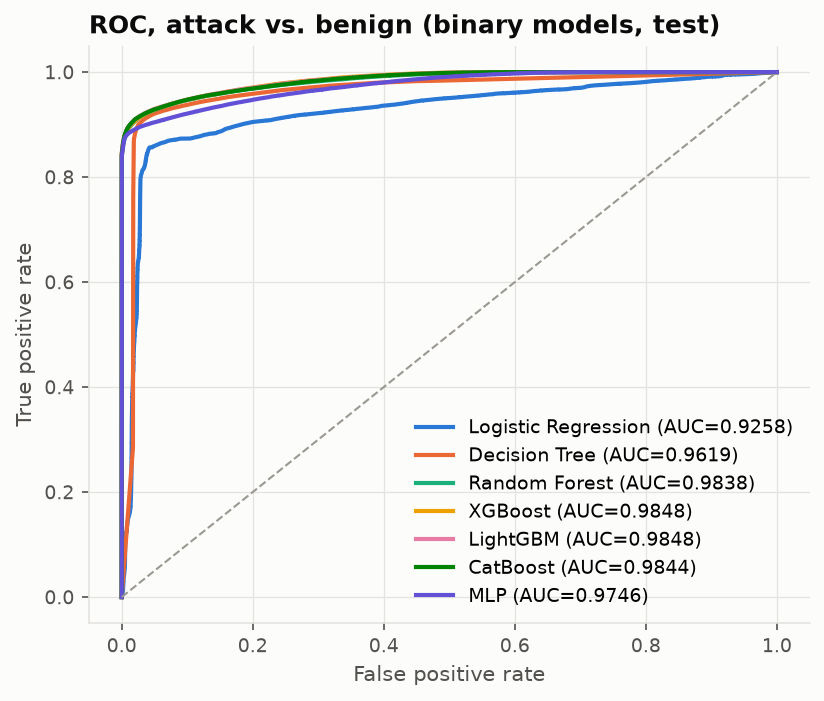 ROC, attack vs. benign (binary models, test)
True positive rate
1.0
0.8
0.6
0.4
0.2
0.0
Logistic Regression (AUC=0.9258)
Decision Tree (AUC=0.9619)
Random Forest (AUC=0.9838)
XGBoost (AUC=0.9848)
LightGBM (AUC=0.9848)
CatBoost (AUC=0.9844)
MLP (AUC=0.9746)
0.0 0.2 0.4 0.6 0.8 1.0
False positive rate